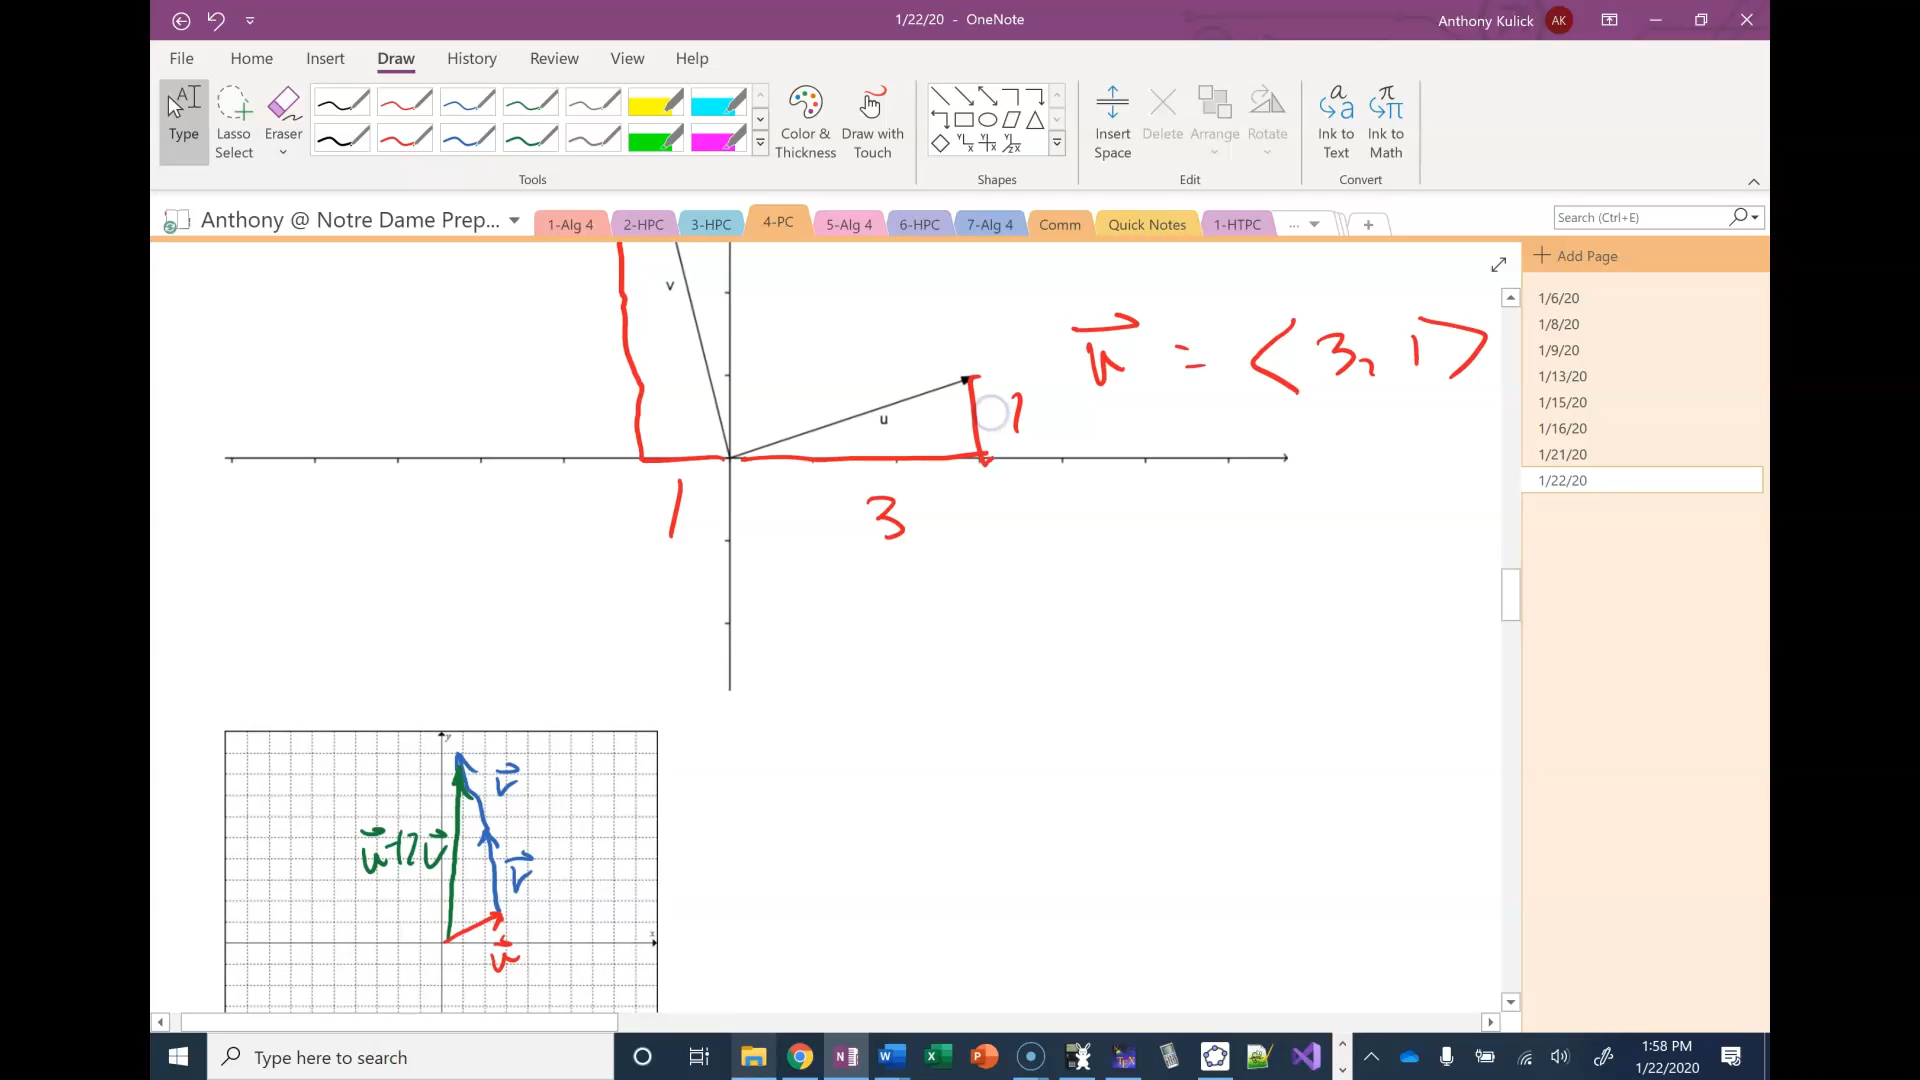 1/22/20 - OneNote
Anthony Kulick AK
File Home Insert Draw History Review View Help
Type
Lasso Select
Eraser
Color & Thickness
Draw with Touch
Insert Space
Delete
Arrange
Rotate
Ink to Text
Ink to Math
Tools Shapes Edit Convert
Anthony @ Notre Dame Prep...
1-Alg 4 2-HPC 3-HPC 4-PC 5-Alg 4 6-HPC 7-Alg 4 Comm Quick Notes 1-HTPC ...
Search (Ctrl+E)
Add Page
1/6/20
1/8/20
1/9/20
1/13/20
1/15/20
1/16/20
1/21/20
1/22/20
v
u
u = < 3, 1 >
1
1
3
y
v
u+2v
v
x
u
Type here to search
1:58 PM
1/22/2020